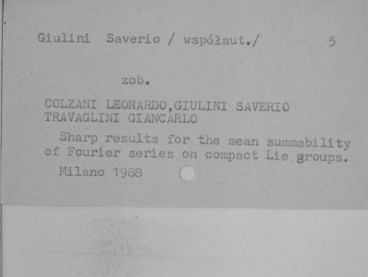 Giulini Saverio / współaut./ 5
zob.
COLZANI LEONARDO,GIULINI SAVERIO
TRAVAGLINI GIANCARLO
Sharp results for the mean summability
of Fourier series on compact Lie groups.
Milano 1988